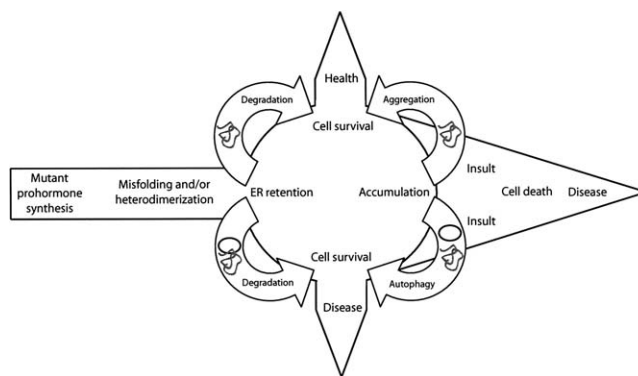 Health
Degradation
Aggregation
Cell survival
Mutant
prohormone
synthesis
Misfolding and/or
heterodimerization
ER retention
Accumulation
Insult
Cell death
Disease
Insult
Cell survival
Degradation
Autophagy
Disease